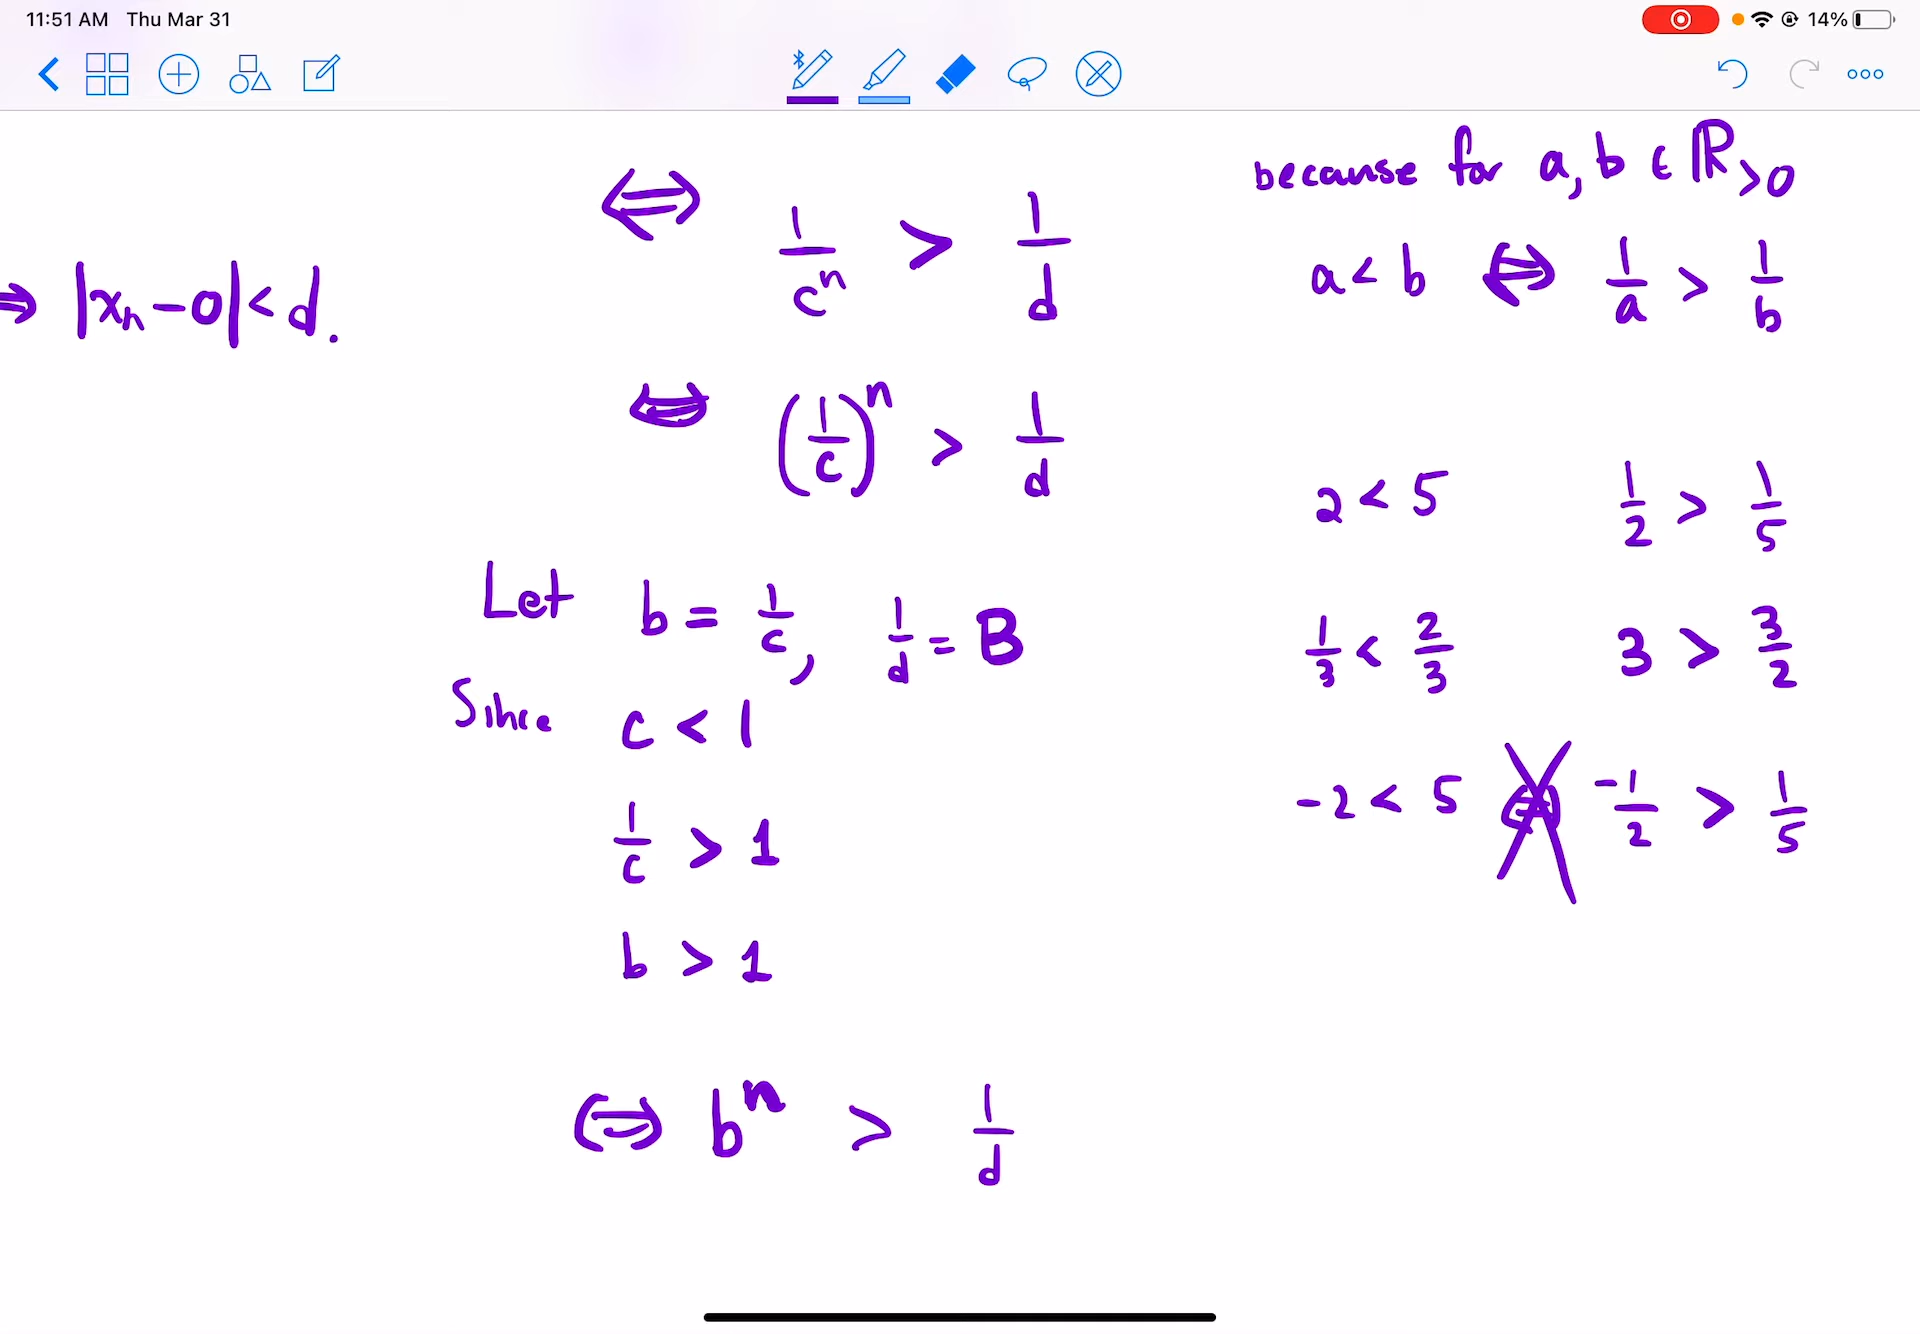 11:51 AM Thu Mar 31 14%
⇒ |xₙ − 0| < d.
⇔ 1/cⁿ > 1/d
⇔ (1/c)ⁿ > 1/d
Let b = 1/c, 1/d = B
Since c < 1
1/c > 1
b > 1
⇔ bⁿ > 1/d
because for a, b ∈ ℝ>0
a < b ⇔ 1/a > 1/b
2 < 5 1/2 > 1/5
1/3 < 2/3 3 > 3/2
-2 < 5 ⇔ -1/2 > 1/5